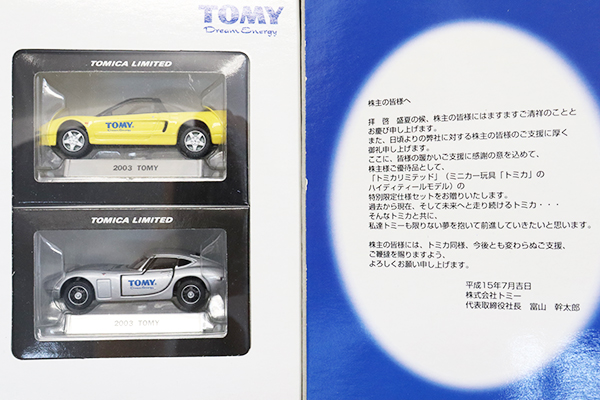 TOMY
Dream Energy
TOMICA LIMITED
TOMY
2003 TOMY
TOMICA LIMITED
TOMY
2003 TOMY
株主の皆様へ
拝 啓 盛夏の候、株主の皆様にはますますご清祥のことと
お慶び申し上げます。
また、日頃よりの弊社に対する株主の皆様のご支援に厚く
御礼申し上げます。
ここに、皆様の暖かいご支援に感謝の意を込めて、
株主様ご優待品として、
「トミカリミテッド」（ミニカー玩具「トミカ」の
ハイディティールモデル）の
特別限定仕様セットをお贈りいたします。
過去から現在、そして未来へと走り続けるトミカ・・・
そんなトミカと共に、
私達トミーも限りない夢を抱いて前進していきたいと思います。
株主の皆様には、トミカ同様、今後とも変わらぬご支援、
ご鞭撻を賜りますよう、
よろしくお願い申し上げます。
平成15年7月吉日
株式会社トミー
代表取締役社長 富山 幹太郎